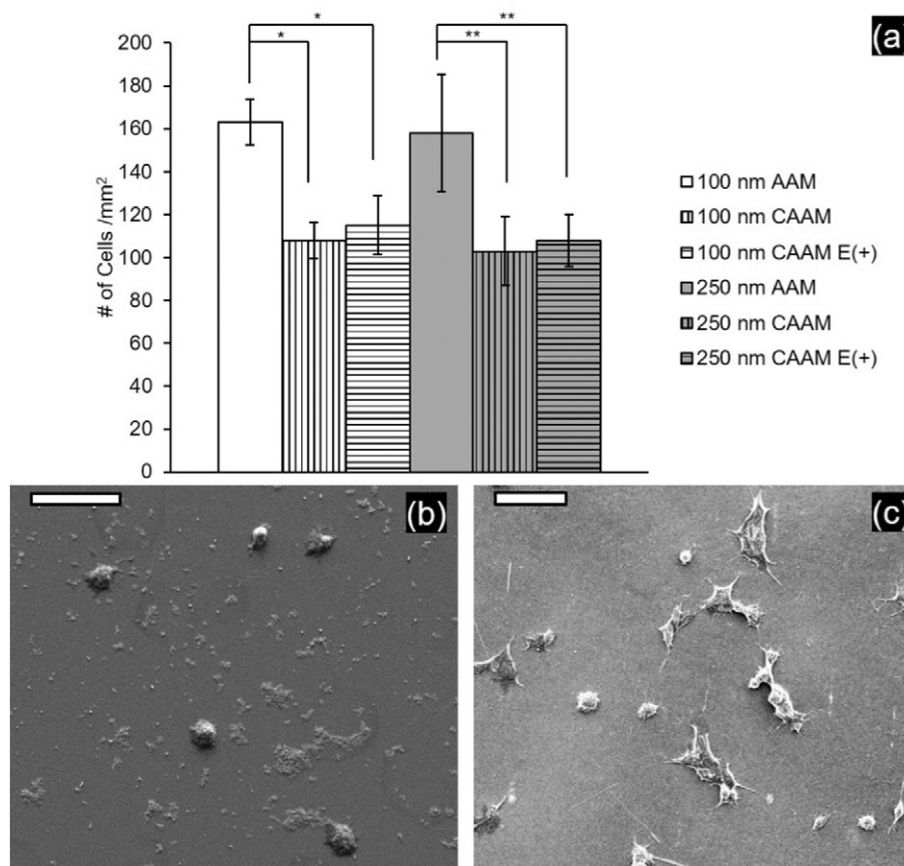 (a)
*
**
*
**
# of Cells /mm²
200
180
160
140
120
100
80
60
40
20
0
100 nm AAM
100 nm CAAM
100 nm CAAM E(+)
250 nm AAM
250 nm CAAM
250 nm CAAM E(+)
(b)
(c)